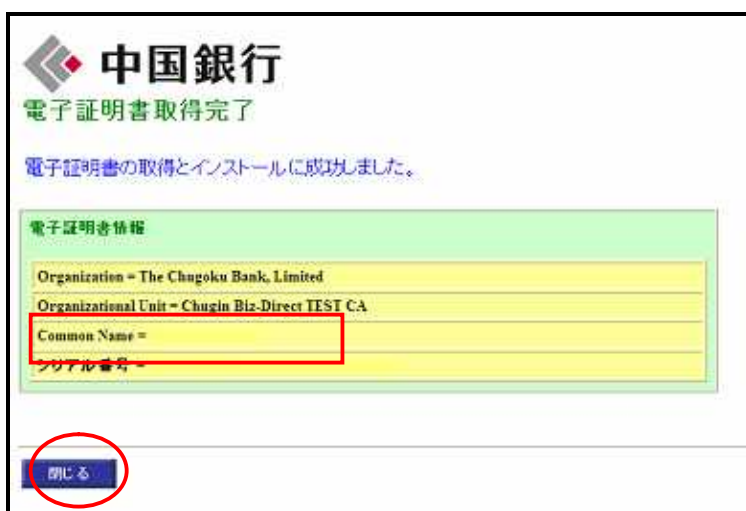 中国銀行
電子証明書取得完了
電子証明書の取得とインストールに成功しました。
電子証明書情報
Organization = The Chugoku Bank, Limited
Organizational Unit = Chugin Biz-Direct TEST CA
Common Name =
シリアル番号 =
閉じる